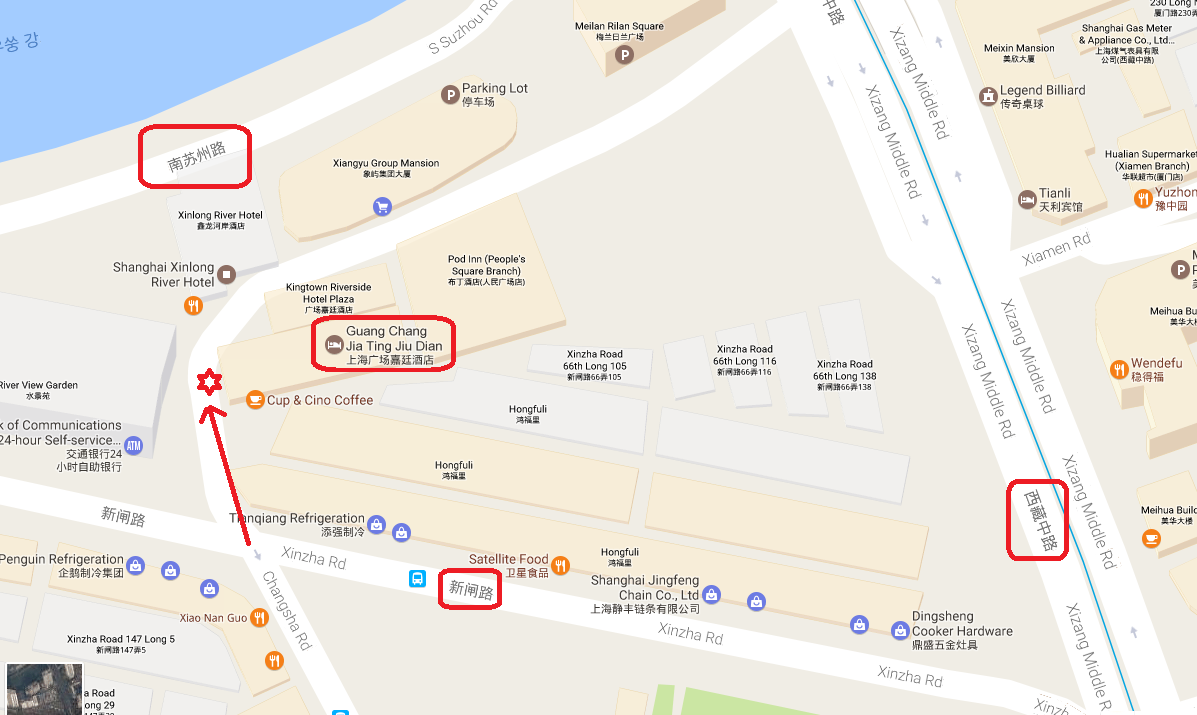 우쑹 강
S Suzhou Rd
南苏州路
Meilan Rilan Square
梅兰日兰广场
P
中路
Xizang Middle Rd
Xizang Middle Rd
230 Long
厦门路230弄
Meixin Mansion
美欣大厦
Shanghai Gas Meter
& Appliance Co., Ltd...
上海煤气表具有限
公司(西藏中路)
Legend Billiard
传奇桌球
P
Parking Lot
停车场
Xiangyu Group Mansion
象屿集团大厦
Hualian Supermarket
(Xiamen Branch)
华联超市(厦门店)
Tianli
天利宾馆
Yuzhon
豫中园
Xinlong River Hotel
鑫龙河岸酒店
Shanghai Xinlong
River Hotel
Pod Inn (People's
Square Branch)
布丁酒店(人民广场店)
Xiamen Rd
P
Kingtown Riverside
Hotel Plaza
广场嘉廷酒店
Guang Chang
Jia Ting Jiu Dian
上海广场嘉廷酒店
Meihua Bui
美华大楼
Xizang Middle Rd
Xizang Middle Rd
Xinzha Road
66th Long 105
新闸路66弄105
Xinzha Road
66th Long 116
新闸路66弄116
Xinzha Road
66th Long 138
新闸路66弄138
Wendefu
稳得福
River View Garden
水景苑
Cup & Cino Coffee
Hongfuli
鸿福里
k of Communications
24-hour Self-service...
交通银行24
小时自助银行
ATM
Hongfuli
鸿福里
西藏中路
Xizang Middle Rd
Meihua Build
美华大楼
新闸路
Tianqiang Refrigeration
添强制冷
Xinzha Rd
Penguin Refrigeration
企鹅制冷集团
Satellite Food
卫星食品
Hongfuli
鸿福里
新闸路
Shanghai Jingfeng
Chain Co., Ltd
上海静丰链条有限公司
Changsha Rd
Xiao Nan Guo
Dingsheng
Cooker Hardware
鼎盛五金灶具
Xinzha Rd
Xizang Middle R
Xinzha Road 147 Long 5
新闸路147弄5
Xinzha Rd
a Road
ong 29
Xinzh